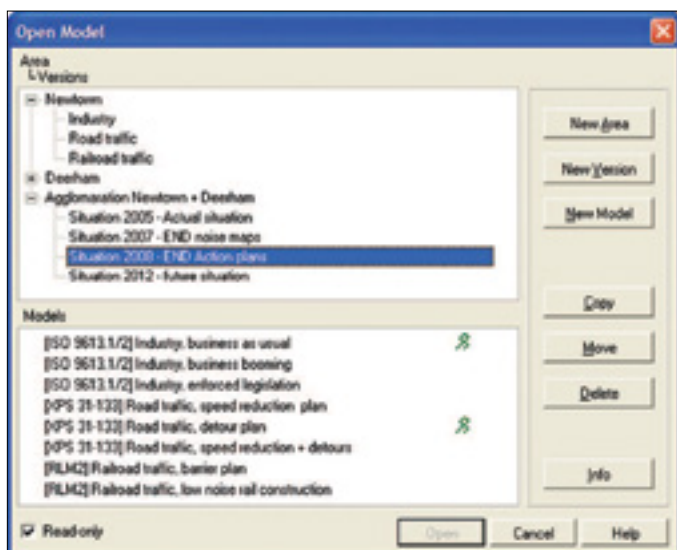 Open Model
Area
Versions
Newtown
Industry
Road traffic
Railroad traffic
Deerham
Agglomaration Newtown + Deerham
Situation 2005 - Actual situation
Situation 2007 - END noise maps
Situation 2008 - END Action plans
Situation 2012 - future situation
New Area
New Version
New Model
Models
[ISO 9613.1/2] Industry, business as usual
[ISO 9613.1/2] Industry, business booming
[ISO 9613.1/2] Industry, enforced legislation
[XPS 31-133] Road traffic, speed reduction plan
[XPS 31-133] Road traffic, detour plan
[XPS 31-133] Road traffic, speed reduction + detours
[RLM2] Railroad traffic, barrier plan
[RLM2] Railroad traffic, low noise rail construction
Copy
Move
Delete
Info
Read-only
Open
Cancel
Help